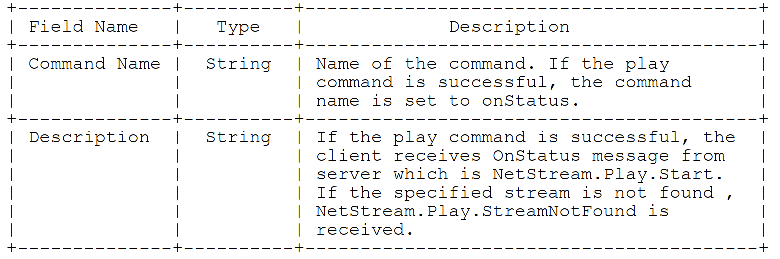 +--------------+----------+----------------------------------------+
| Field Name   |   Type   |              Description               |
+--------------+----------+----------------------------------------+
| Command Name |  String  | Name of the command. If the play       |
|              |          | command is successful, the command     |
|              |          | name is set to onStatus.               |
+--------------+----------+----------------------------------------+
| Description  |  String  | If the play command is successful, the |
|              |          | client receives OnStatus message from  |
|              |          | server which is NetStream.Play.Start.  |
|              |          | If the specified stream is not found , |
|              |          | NetStream.Play.StreamNotFound is       |
|              |          | received.                              |
+--------------+----------+----------------------------------------+